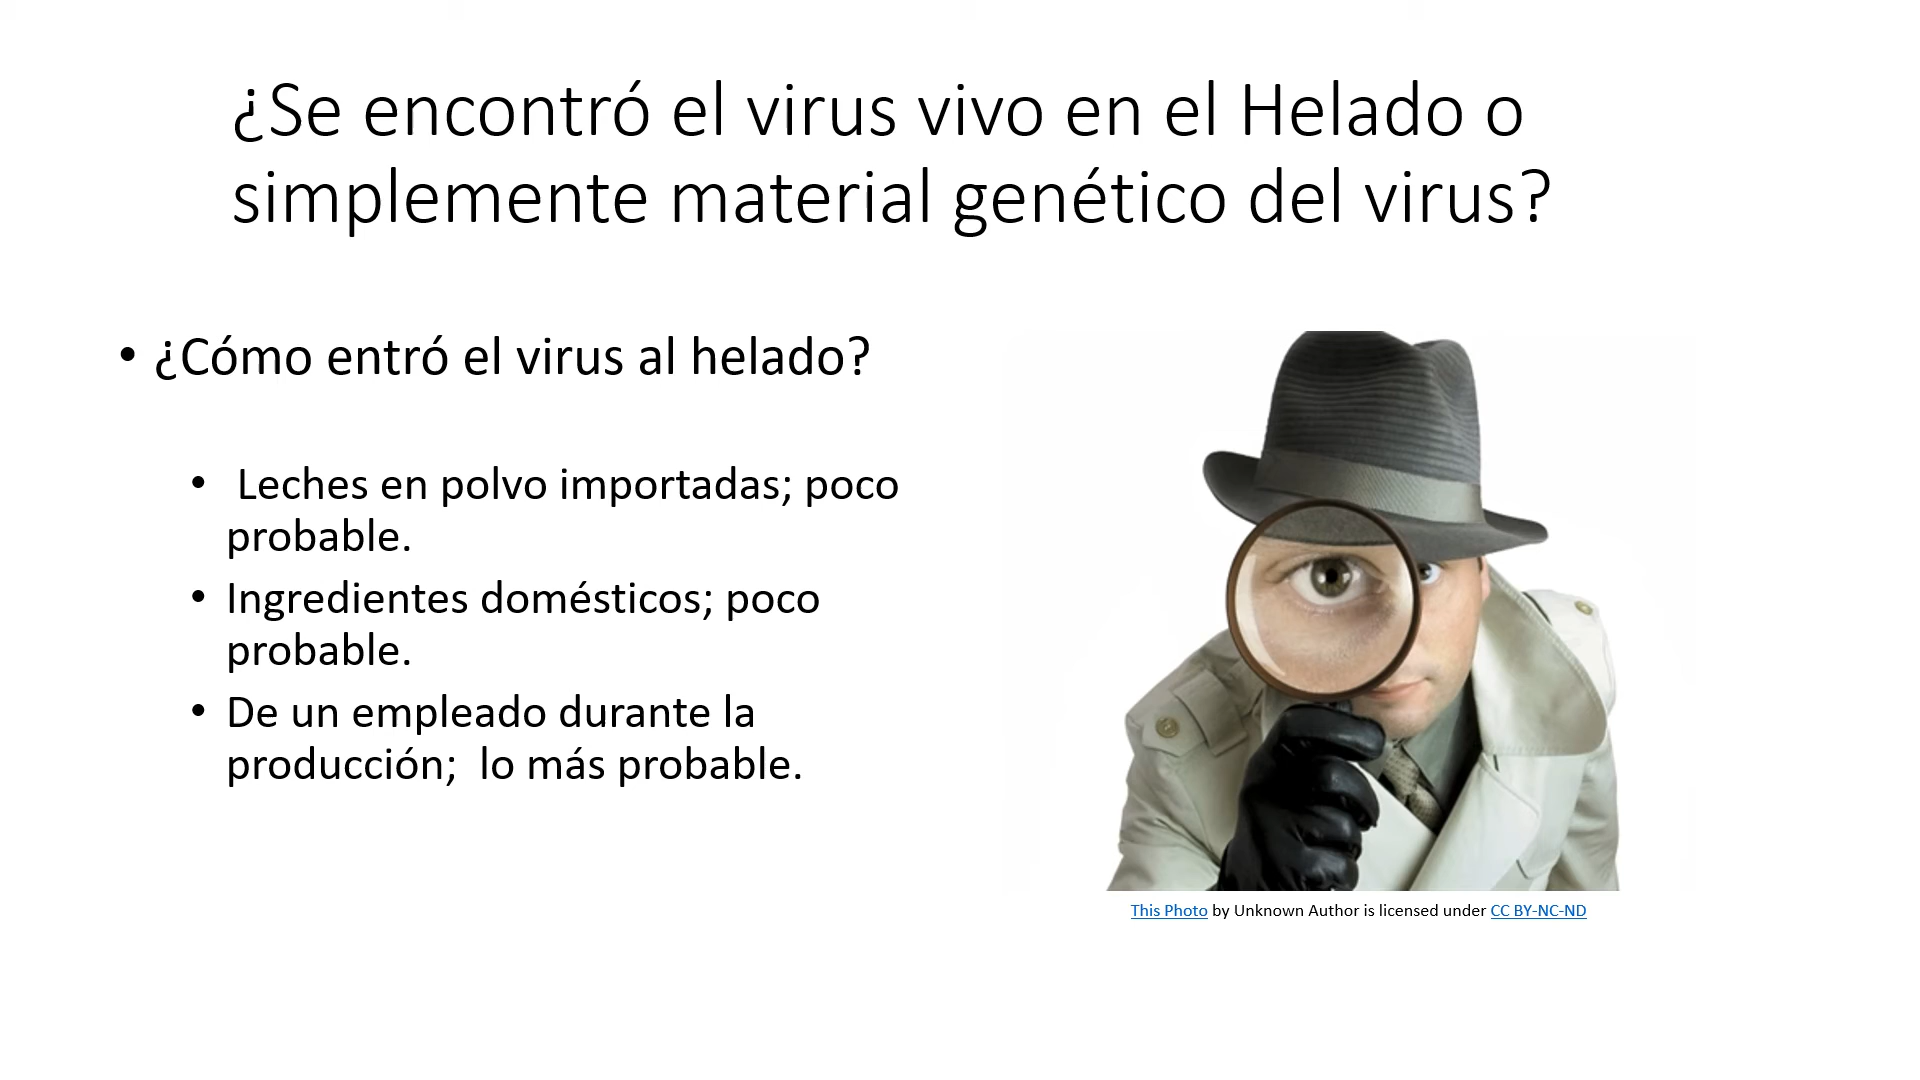 ¿Se encontró el virus vivo en el Helado o
simplemente material genético del virus?
• ¿Cómo entró el virus al helado?
• Leches en polvo importadas; poco
probable.
• Ingredientes domésticos; poco
probable.
• De un empleado durante la
producción; lo más probable.
This Photo by Unknown Author is licensed under CC BY-NC-ND